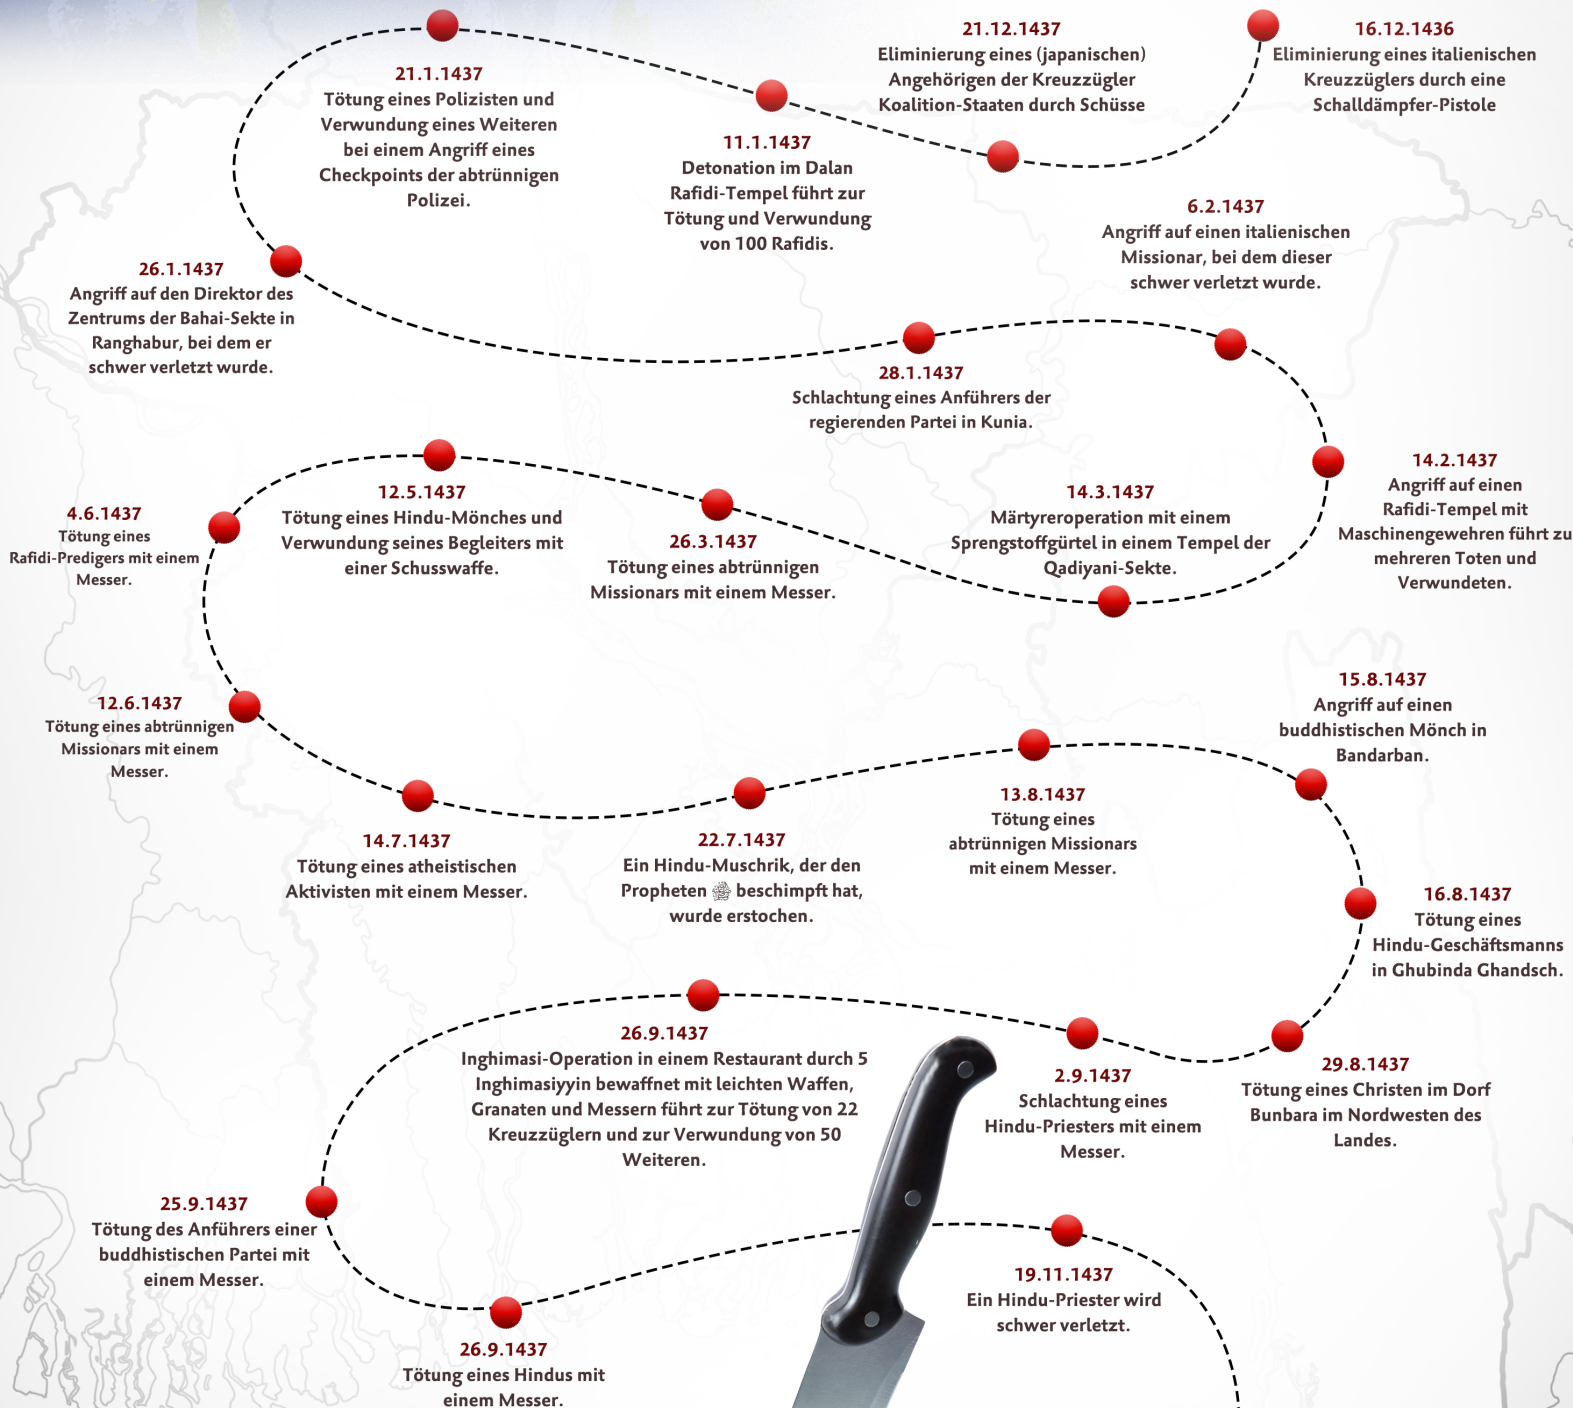 16.12.1436
Eliminierung eines italienischen
Kreuzzüglers durch eine
Schalldämpfer-Pistole
21.12.1437
Eliminierung eines (japanischen)
Angehörigen der Kreuzzügler
Koalition-Staaten durch Schüsse
11.1.1437
Detonation im Dalan
Rafidi-Tempel führt zur
Tötung und Verwundung
von 100 Rafidis.
21.1.1437
Tötung eines Polizisten und
Verwundung eines Weiteren
bei einem Angriff eines
Checkpoints der abtrünnigen
Polizei.
26.1.1437
Angriff auf den Direktor des
Zentrums der Bahai-Sekte in
Ranghabur, bei dem er
schwer verletzt wurde.
28.1.1437
Schlachtung eines Anführers der
regierenden Partei in Kunia.
6.2.1437
Angriff auf einen italienischen
Missionar, bei dem dieser
schwer verletzt wurde.
14.2.1437
Angriff auf einen
Rafidi-Tempel mit
Maschinengewehren führt zu
mehreren Toten und
Verwundeten.
14.3.1437
Märtyreroperation mit einem
Sprengstoffgürtel in einem Tempel der
Qadiyani-Sekte.
26.3.1437
Tötung eines abtrünnigen
Missionars mit einem Messer.
12.5.1437
Tötung eines Hindu-Mönches und
Verwundung seines Begleiters mit
einer Schusswaffe.
4.6.1437
Tötung eines
Rafidi-Predigers mit einem
Messer.
12.6.1437
Tötung eines abtrünnigen
Missionars mit einem
Messer.
14.7.1437
Tötung eines atheistischen
Aktivisten mit einem Messer.
22.7.1437
Ein Hindu-Muschrik, der den
Propheten ﷺ beschimpft hat,
wurde erstochen.
13.8.1437
Tötung eines
abtrünnigen Missionars
mit einem Messer.
15.8.1437
Angriff auf einen
buddhistischen Mönch in
Bandarban.
16.8.1437
Tötung eines
Hindu-Geschäftsmanns
in Ghubinda Ghandsch.
29.8.1437
Tötung eines Christen im Dorf
Bunbara im Nordwesten des
Landes.
2.9.1437
Schlachtung eines
Hindu-Priesters mit einem
Messer.
26.9.1437
Inghimasi-Operation in einem Restaurant durch 5
Inghimasiyyin bewaffnet mit leichten Waffen,
Granaten und Messern führt zur Tötung von 22
Kreuzzüglern und zur Verwundung von 50
Weiteren.
25.9.1437
Tötung des Anführers einer
buddhistischen Partei mit
einem Messer.
26.9.1437
Tötung eines Hindus mit
einem Messer.
19.11.1437
Ein Hindu-Priester wird
schwer verletzt.